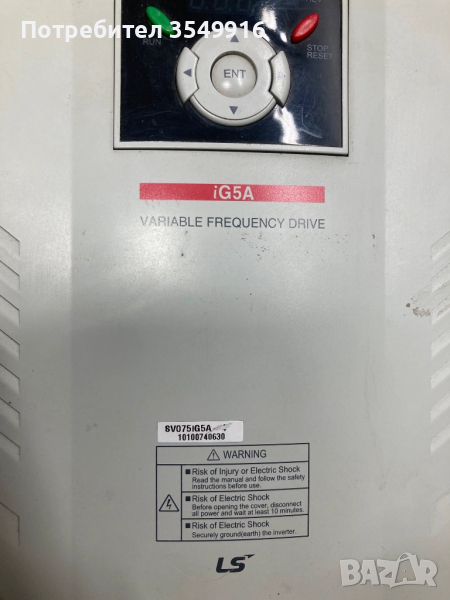 Потребител 3549916
RUN
STOP
RESET
ENT
iG5A
VARIABLE FREQUENCY DRIVE
SV075iG5A
10100740630
WARNING
■ Risk of Injury or Electric Shock
Read the manual and follow the safety
instructions before use.
■ Risk of Electric Shock
Before opening the cover, disconnect
all power and wait at least 10 minutes.
■ Risk of Electric Shock
Securely ground(earth) the inverter.
LS
BAZAR